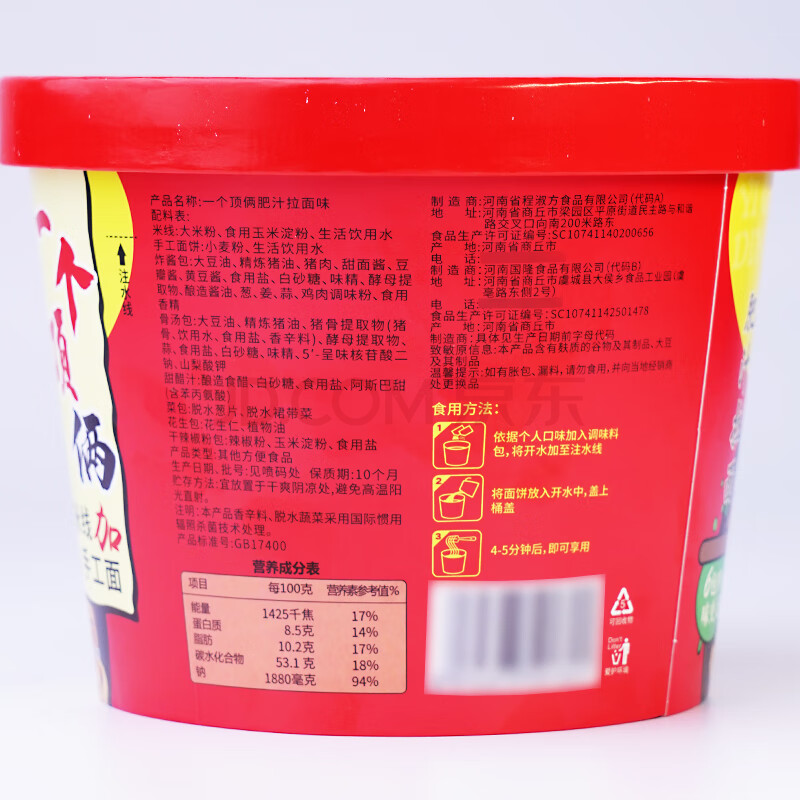 一个顶俩
加
手工面
注水线
产品名称:一个顶俩肥汁拉面味
配料表:
米线:大米粉、食用玉米淀粉、生活饮用水
手工面饼:小麦粉、生活饮用水
炸酱包:大豆油、精炼猪油、猪肉、甜面酱、豆
瓣酱、黄豆酱、食用盐、白砂糖、味精、酵母提
取物、酿造酱油、葱、姜、蒜、鸡肉调味粉、食用
香精
骨汤包:大豆油、精炼猪油、猪骨提取物(猪
骨、饮用水、食用盐、香辛料)、酵母提取物、
蒜、食用盐、白砂糖、味精、5'-呈味核苷酸二
钠、山梨酸钾
甜醋汁:酿造食醋、白砂糖、食用盐、阿斯巴甜
(含苯丙氨酸)
菜包:脱水葱片、脱水裙带菜
花生包:花生仁、植物油
干辣椒粉包:辣椒粉、玉米淀粉、食用盐
产品类型:其他方便食品
生产日期、批号:见喷码处 保质期:10个月
贮存方法:宜放置于干爽阴凉处,避免高温阳
光直射。
注明:本产品香辛料、脱水蔬菜采用国际惯用
辐照杀菌技术处理。
产品标准号:GB17400
营养成分表
项目 每100克 营养素参考值%
能量 1425千焦 17%
蛋白质 8.5克 14%
脂肪 10.2克 17%
碳水化合物 53.1克 18%
钠 1880毫克 94%
制造商:河南省程淑方食品有限公司(代码A)
地址:河南省商丘市梁园区平原街道民主路与和谐
路交叉口向南200米路东
食品生产许可证编号:SC10741140200656
产地:河南省商丘市
电话:
制造商:河南国隆食品有限公司(代码B)
地址:河南省商丘市虞城县大侯乡食品工业园(濠
亳路东侧2号)
电话:
食品生产许可证编号:SC10741142501478
产地:河南省商丘市
制造商:具体见生产日期前字母代码
致敏原信息:本产品含有麸质的谷物及其制品、大豆
及其制品
温馨提示:如有胀包、漏料,请勿食用,并向当地经销商
处更换品
食用方法:
1 依据个人口味加入调味料
包,将开水加至注水线
2 将面饼放入开水中,盖上
桶盖
3 4-5分钟后,即可享用
5
可回收物
Don't
Litter
爱护环境
JD.COM 京东